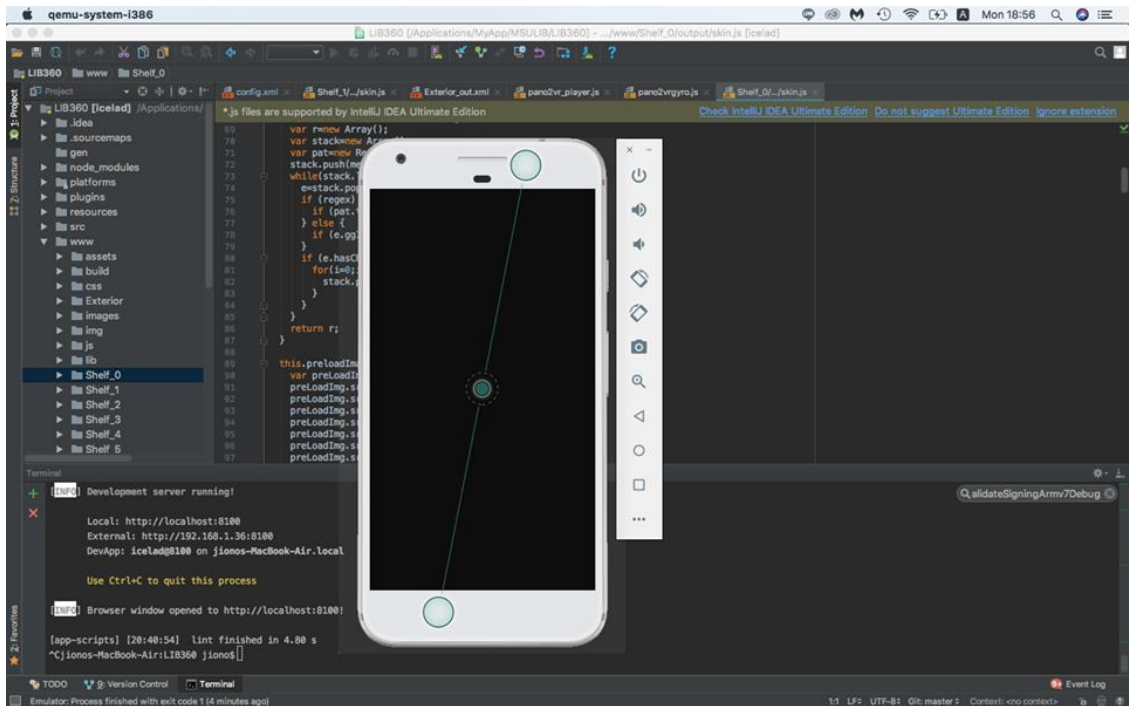 qemu-system-i386
Mon 18:56
LIB360 [/Applications/MyApp/MSULIB/LIB360] - .../www/Shelf_0/output/skin.js [icelad]
LIB360 www Shelf_0
Project
config.xml Shelf_1/.../skin.js Exterior_out.xml pano2vr_player.js pano2vrgyro.js Shelf_0/.../skin.js
LIB360 [icelad] /Applications/
*.js files are supported by IntelliJ IDEA Ultimate Edition
Check IntelliJ IDEA Ultimate Edition Do not suggest Ultimate Edition Ignore extension
1: Project
Z: Structure
2: Favorites
.idea
.sourcemaps
gen
node_modules
platforms
plugins
resources
src
www
assets
build
css
Exterior
images
img
js
lib
Shelf_0
Shelf_1
Shelf_2
Shelf_3
Shelf_4
Shelf_5
69
70 var r=new Array();
71 var stack=new
72 var pat=new
73 stack.push(
74 while(stack.
75 e=stack.
76 if (regex)
77 if (pat.
78 } else {
79 if (e.
80 }
81 if (e.
82 for(i=0;
83 stack.
84 }
85 }
86 }
87 return r;
88 }
89 this.
90 var
91 preLoadImg.
92 preLoadImg.
93 preLoadImg.
94 preLoadImg.
95 preLoadImg.
96 preLoadImg.
97 preLoadImg.
Terminal
alidateSigningArmv7Debug
[INFO] Development server running!
Local: http://localhost:8100
External: http://192.168.1.36:8100
DevApp: icelad@8100 on jionos-MacBook-Air.local
Use Ctrl+C to quit this process
[INFO] Browser window opened to http://localhost:8100!
[app-scripts] [20:40:54] lint finished in 4.80 s
^Cjionos-MacBook-Air:LIB360 jiono$
TODO 9: Version Control Terminal Event Log
Emulator: Process finished with exit code 1 (4 minutes ago)
1:1 LF÷ UTF-8÷ Git: master÷ Context: <no context>